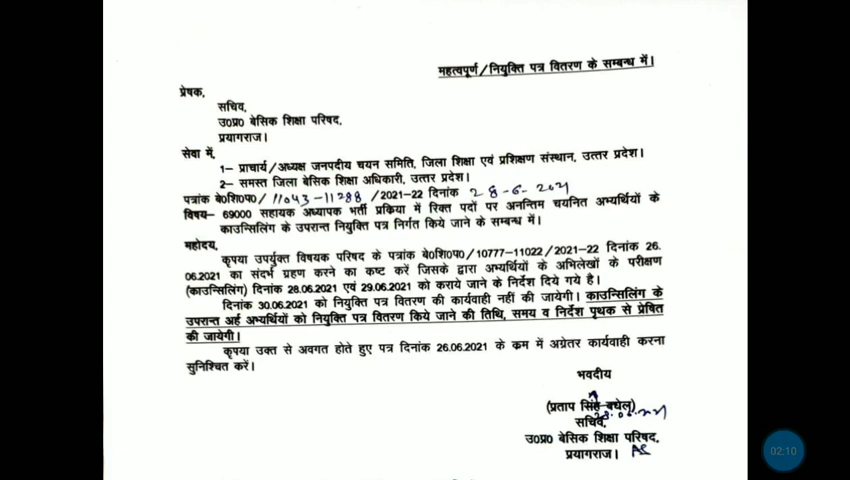 महत्वपूर्ण/नियुक्ति पत्र वितरण के सम्बन्ध में।
प्रेषक,
सचिव,
उ0प्र0 बेसिक शिक्षा परिषद,
प्रयागराज।
सेवा में,
1– प्राचार्य/अध्यक्ष जनपदीय चयन समिति, जिला शिक्षा एवं प्रशिक्षण संस्थान, उत्तर प्रदेश।
2– समस्त जिला बेसिक शिक्षा अधिकारी, उत्तर प्रदेश।
पत्रांक बे0शि0प0/ 11043-11288 /2021-22 दिनांक 28-6-2021
विषय– 69000 सहायक अध्यापक भर्ती प्रकिया में रिक्त पदों पर अनन्तिम चयनित अभ्यर्थियों के
काउन्सिलिंग के उपरान्त नियुक्ति पत्र निर्गत किये जाने के सम्बन्ध में।
महोदय,
कृपया उपर्युक्त विषयक परिषद के पत्रांक बे0शि0प0/10777–11022/2021–22 दिनांक 26.
06.2021 का संदर्भ ग्रहण करने का कष्ट करें जिसके द्वारा अभ्यर्थियों के अभिलेखों के परीक्षण
(काउन्सिलिंग) दिनांक 28.06.2021 एवं 29.06.2021 को कराये जाने के निर्देश दिये गये है।
दिनांक 30.06.2021 को नियुक्ति पत्र वितरण की कार्यवाही नहीं की जायेगी। काउन्सिलिंग के
उपरान्त अर्ह अभ्यर्थियों को नियुक्ति पत्र वितरण किये जाने की तिथि, समय व निर्देश पृथक से प्रेषित
की जायेगी।
कृपया उक्त से अवगत होते हुए पत्र दिनांक 26.06.2021 के कम में अग्रेतर कार्यवाही करना
सुनिश्चित करें।
भवदीय
(प्रताप सिंह बघेल)
सचिव,
उ0प्र0 बेसिक शिक्षा परिषद,
प्रयागराज।
02:10